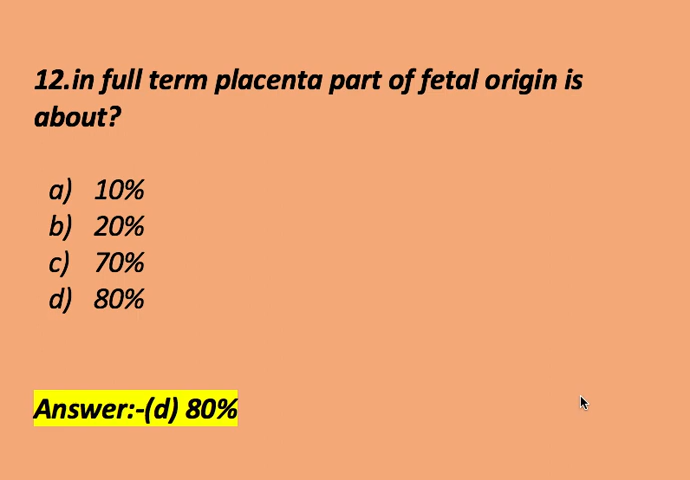 12.in full term placenta part of fetal origin is
about?
a) 10%
b) 20%
c) 70%
d) 80%
Answer:-(d) 80%